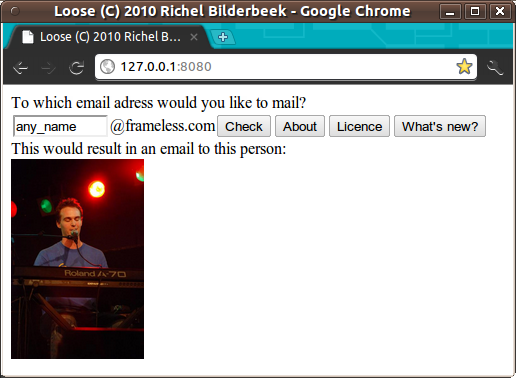 Loose (C) 2010 Richel Bilderbeek - Google Chrome
Loose (C) 2010 Richel B...
127.0.0.1:8080
To which email adress would you like to mail?
any_name @frameless.com Check About Licence What's new?
This would result in an email to this person:
Roland A-70